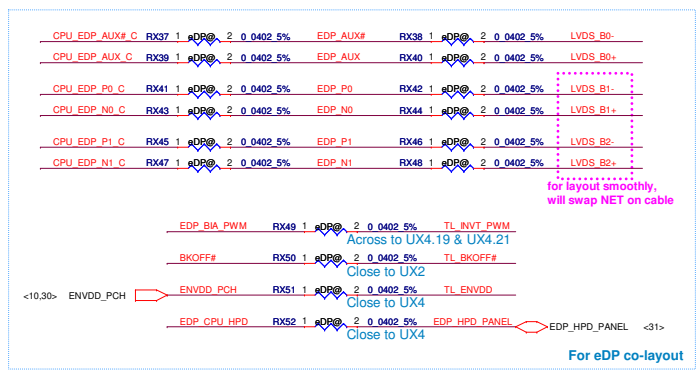 CPU_EDP_AUX#_C RX37 1 eDP@ 2 0_0402_5% EDP_AUX# RX38 1 eDP@ 2 0_0402_5% LVDS_B0-
CPU_EDP_AUX_C RX39 1 eDP@ 2 0_0402_5% EDP_AUX RX40 1 eDP@ 2 0_0402_5% LVDS_B0+
CPU_EDP_P0_C RX41 1 eDP@ 2 0_0402_5% EDP_P0 RX42 1 eDP@ 2 0_0402_5% LVDS_B1-
CPU_EDP_N0_C RX43 1 eDP@ 2 0_0402_5% EDP_N0 RX44 1 eDP@ 2 0_0402_5% LVDS_B1+
CPU_EDP_P1_C RX45 1 eDP@ 2 0_0402_5% EDP_P1 RX46 1 eDP@ 2 0_0402_5% LVDS_B2-
CPU_EDP_N1_C RX47 1 eDP@ 2 0_0402_5% EDP_N1 RX48 1 eDP@ 2 0_0402_5% LVDS_B2+
for layout smoothly,
will swap NET on cable
EDP_BIA_PWM RX49 1 eDP@ 2 0_0402_5% TL_INVT_PWM
Across to UX4.19 & UX4.21
BKOFF# RX50 1 eDP@ 2 0_0402_5% TL_BKOFF#
Close to UX2
<10,30> ENVDD_PCH ENVDD_PCH RX51 1 eDP@ 2 0_0402_5% TL_ENVDD
Close to UX4
EDP_CPU_HPD RX52 1 eDP@ 2 0_0402_5% EDP_HPD_PANEL EDP_HPD_PANEL <31>
Close to UX4
For eDP co-layout